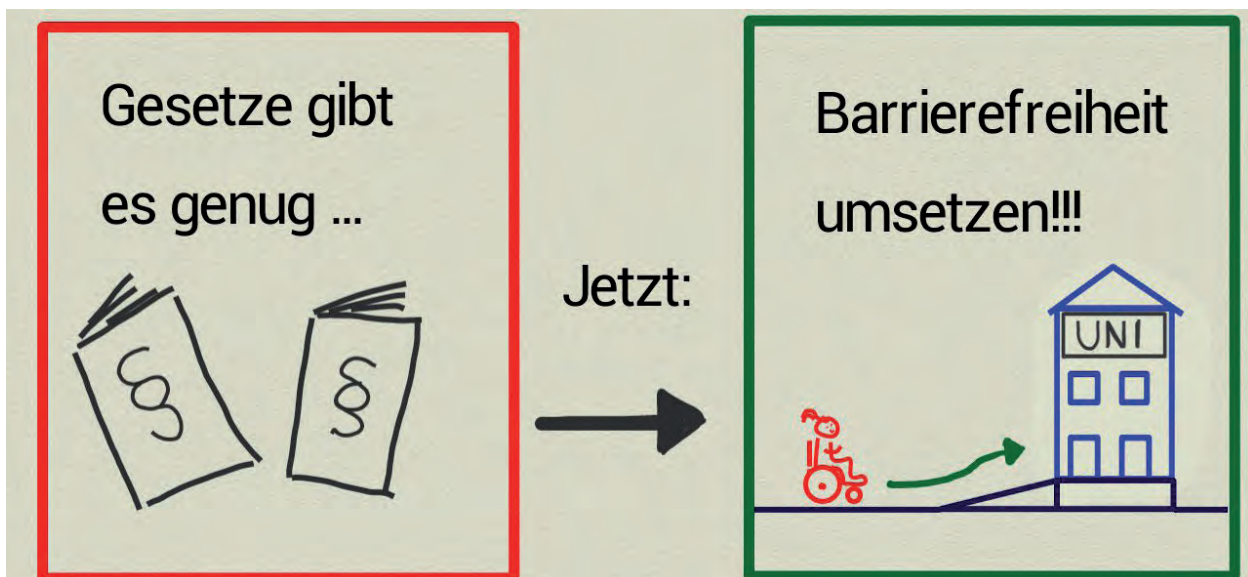 Gesetze gibt
es genug ...
§
§
Jetzt:
Barrierefreiheit
umsetzen!!!
UNI